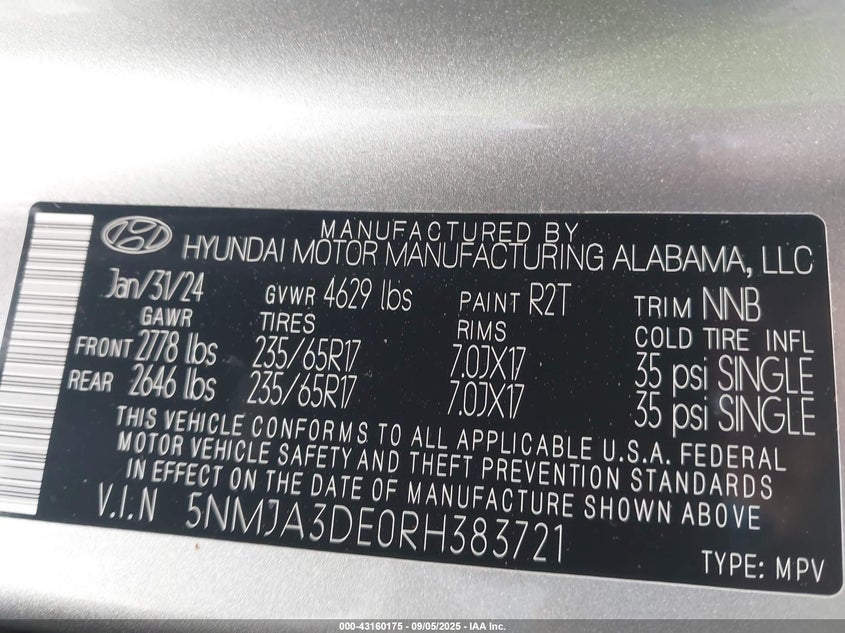 MANUFACTURED BY
HYUNDAI MOTOR MANUFACTURING ALABAMA, LLC
Jan/31/24 GVWR 4629 lbs PAINT R2T TRIM NNB
GAWR TIRES RIMS COLD TIRE INFL
FRONT 2778 lbs 235/65R17 7.0JX17 35 psi SINGLE
REAR 2646 lbs 235/65R17 7.0JX17 35 psi SINGLE
THIS VEHICLE CONFORMS TO ALL APPLICABLE U.S.A. FEDERAL
MOTOR VEHICLE SAFETY AND THEFT PREVENTION STANDARDS
IN EFFECT ON THE DATE OF MANUFACTURE SHOWN ABOVE
V.I.N 5NMJA3DE0RH383721
TYPE: MPV
000-43160175 - 09/05/2025 - IAA Inc.